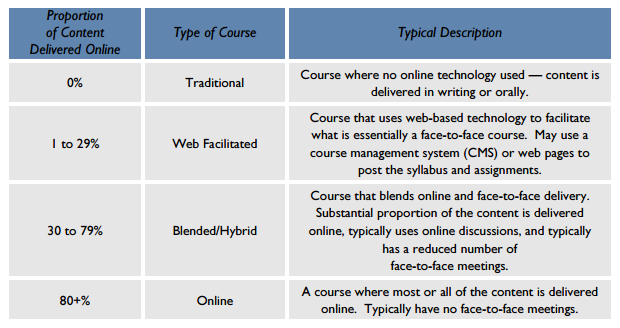 Proportion
of Content
Delivered Online
Type of Course
Typical Description
0%
Traditional
Course where no online technology used — content is
delivered in writing or orally.
1 to 29%
Web Facilitated
Course that uses web-based technology to facilitate
what is essentially a face-to-face course. May use a
course management system (CMS) or web pages to
post the syllabus and assignments.
30 to 79%
Blended/Hybrid
Course that blends online and face-to-face delivery.
Substantial proportion of the content is delivered
online, typically uses online discussions, and typically
has a reduced number of
face-to-face meetings.
80+%
Online
A course where most or all of the content is delivered
online. Typically have no face-to-face meetings.